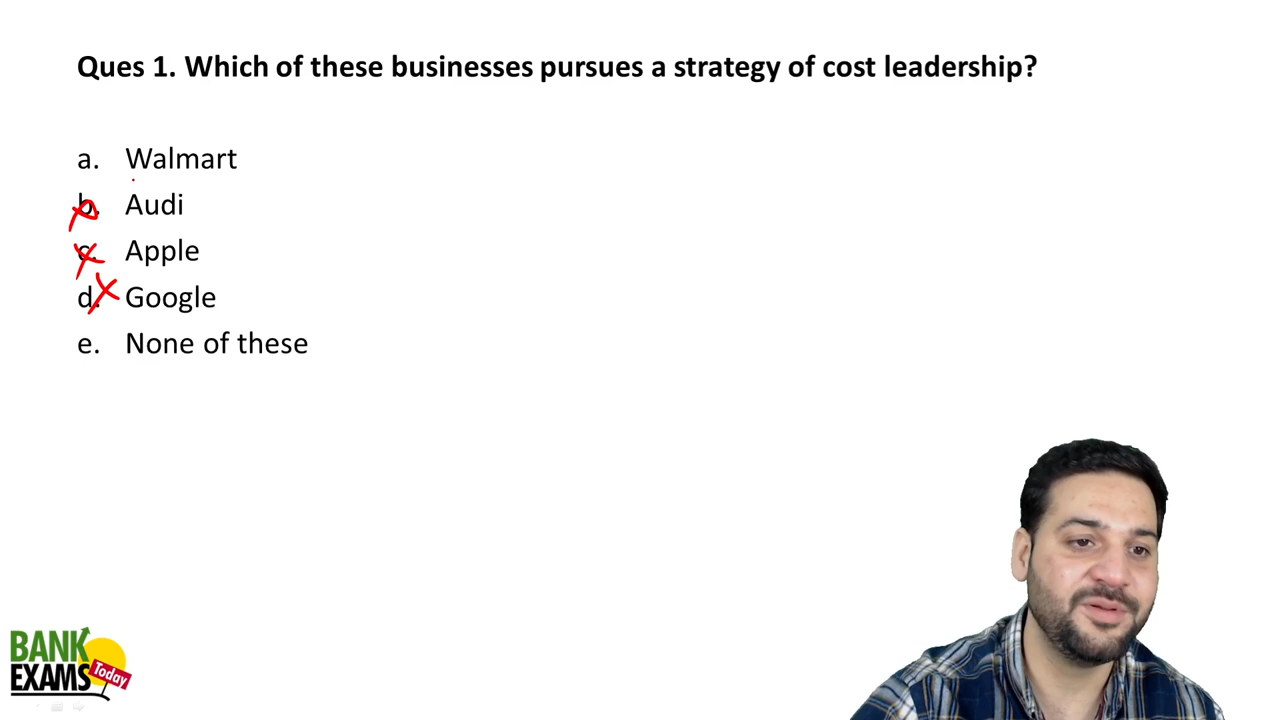 Ques 1. Which of these businesses pursues a strategy of cost leadership?
a. Walmart
b. Audi
c. Apple
d. Google
e. None of these
BANK
EXAMS Today